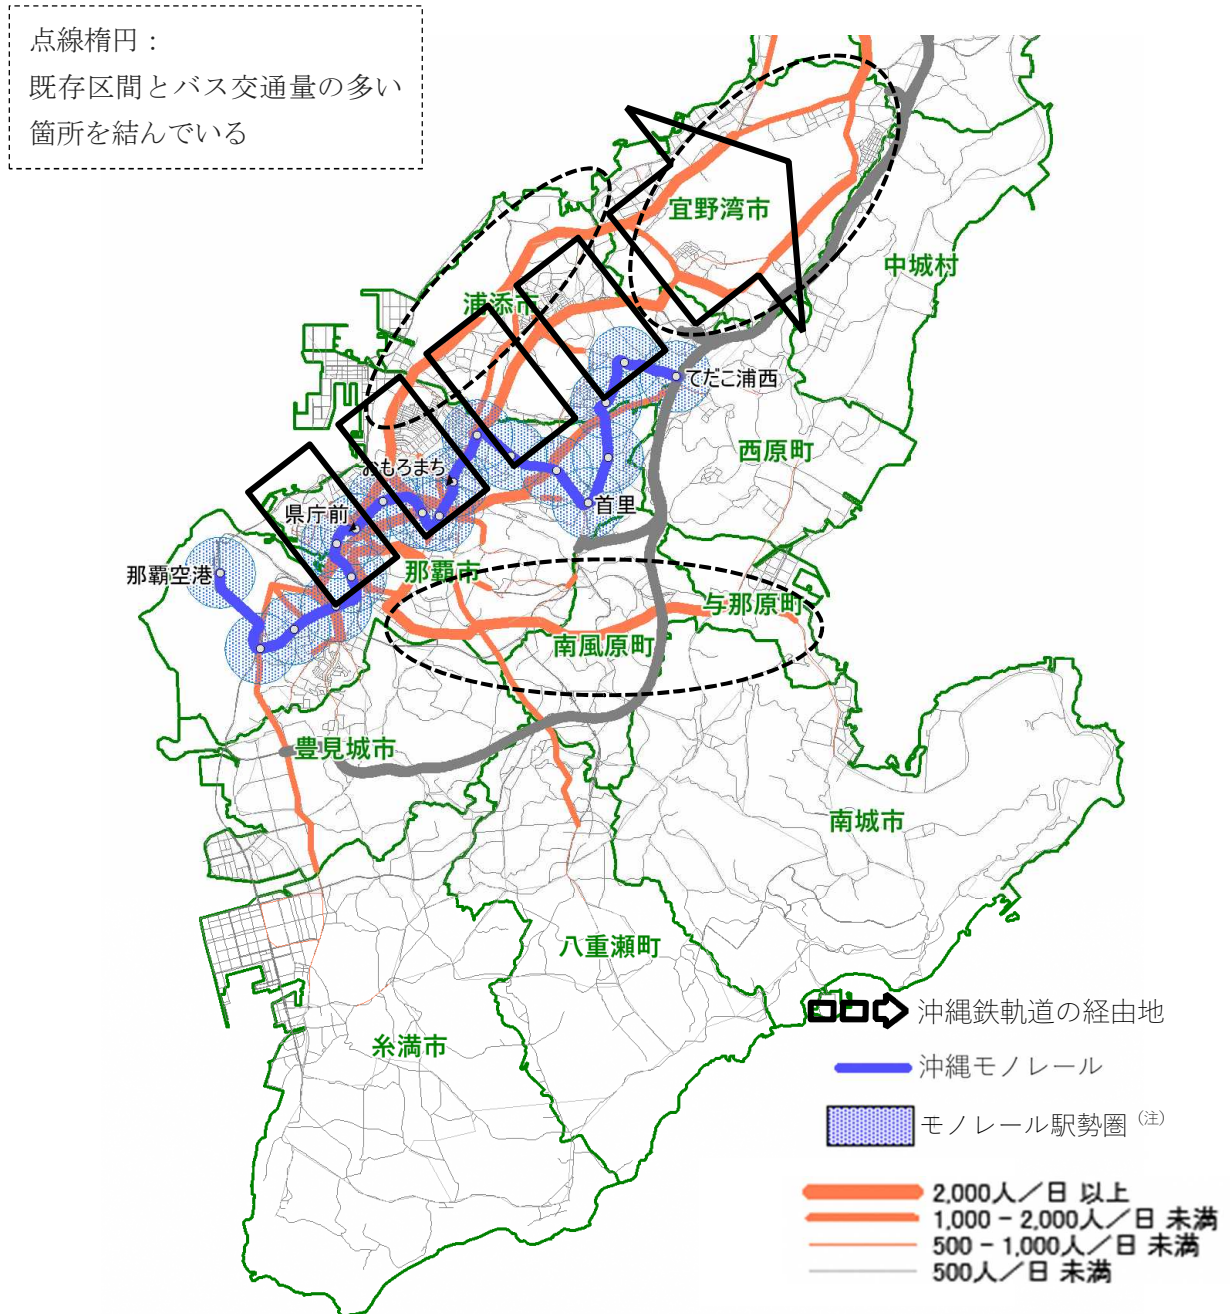 点線楕円：
既存区間とバス交通量の多い
箇所を結んでいる
宜野湾市
中城村
浦添市
てだこ浦西
西原町
おもろまち
県庁前
首里
那覇空港
那覇市
与那原町
南風原町
豊見城市
南城市
八重瀬町
糸満市
沖縄鉄軌道の経由地
沖縄モノレール
モノレール駅勢圏（注）
2,000人／日 以上
1,000－2,000人／日 未満
500－1,000人／日 未満
500人／日 未満